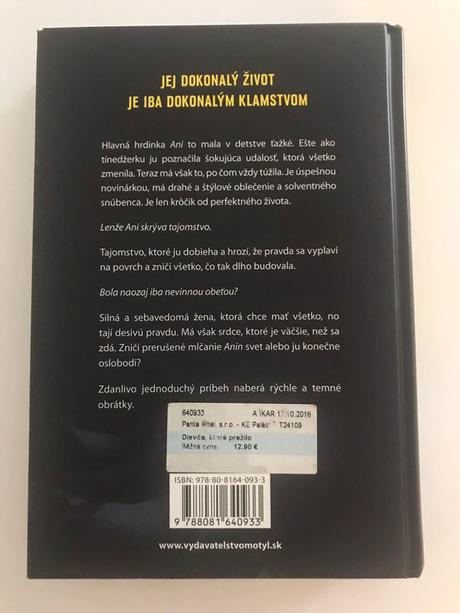 JEJ DOKONALÝ ŽIVOT
JE IBA DOKONALÝM KLAMSTVOM
Hlavná hrdinka Ani to mala v detstve ťažké. Ešte ako
tínedžerku ju poznačila šokujúca udalosť, ktorá všetko
zmenila. Teraz má však to, po čom vždy túžila. Je úspešnou
novinárkou, má drahé a štýlové oblečenie a solventného
snúbenca. Je len krôčik od perfektného života.
Lenže Ani skrýva tajomstvo.
Tajomstvo, ktoré ju dobieha a hrozí, že pravda sa vyplaví
na povrch a zničí všetko, čo tak dlho budovala.
Bola naozaj iba nevinnou obeťou?
Silná a sebavedomá žena, ktorá chce mať všetko, no
tají desivú pravdu. Má však srdce, ktoré je väčšie, než sa
zdá. Zničí prerušené mlčanie Anin svet alebo ju konečne
oslobodí?
Zdanlivo jednoduchý príbeh naberá rýchle a temné
obrátky.
640933 A IKAR 17.10.2016
Panta Rhei, s.r.o. - KE Palác T24109
Dievča, ktoré prežilo
Bežná cena: 12.90 €
ISBN: 978-80-8164-093-3
9 788081 640933
www.vydavatelstvomotyl.sk